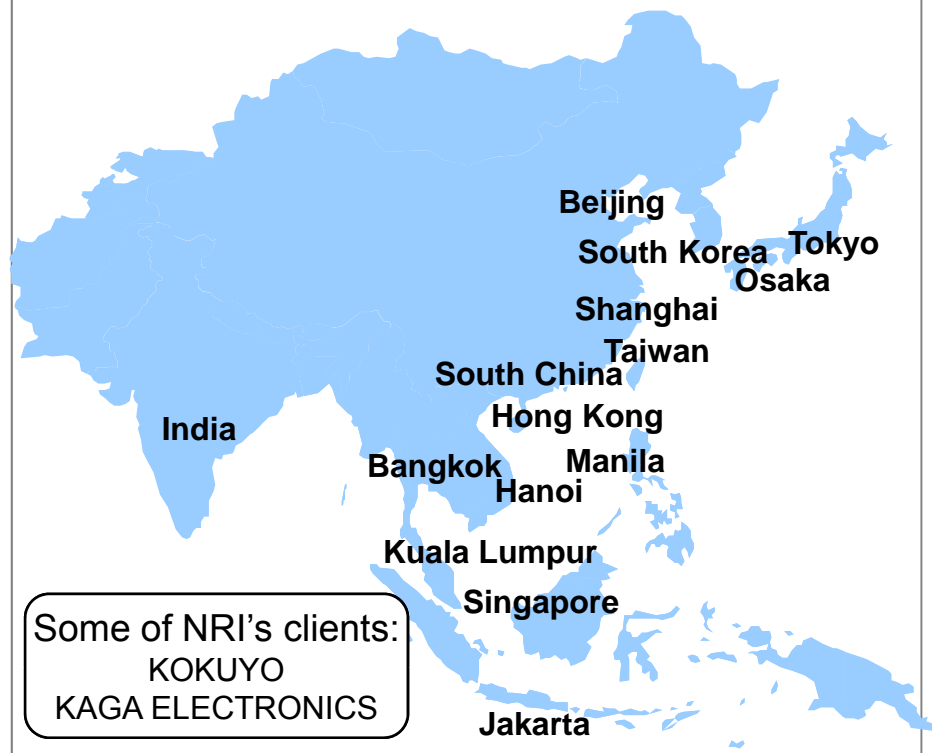 Beijing
South Korea
Tokyo
Osaka
Shanghai
Taiwan
South China
Hong Kong
India
Bangkok
Manila
Hanoi
Kuala Lumpur
Singapore
Some of NRI's clients:
KOKUYO
KAGA ELECTRONICS
Jakarta